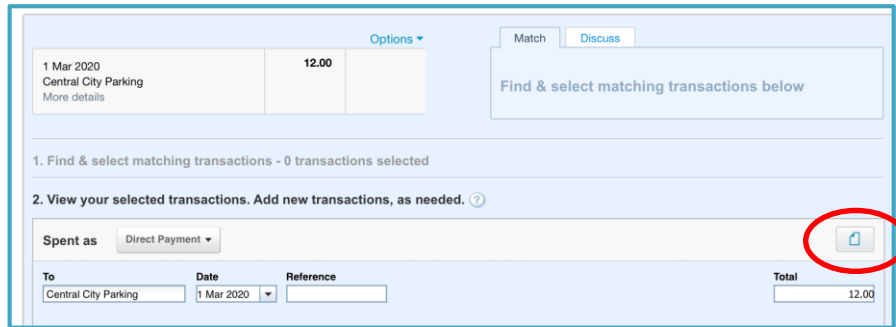 Options
1 Mar 2020 12.00
Central City Parking
More details
Match Discuss
Find & select matching transactions below
1. Find & select matching transactions - 0 transactions selected
2. View your selected transactions. Add new transactions, as needed. ?
Spent as Direct Payment
To Date Reference Total
Central City Parking 1 Mar 2020 12.00